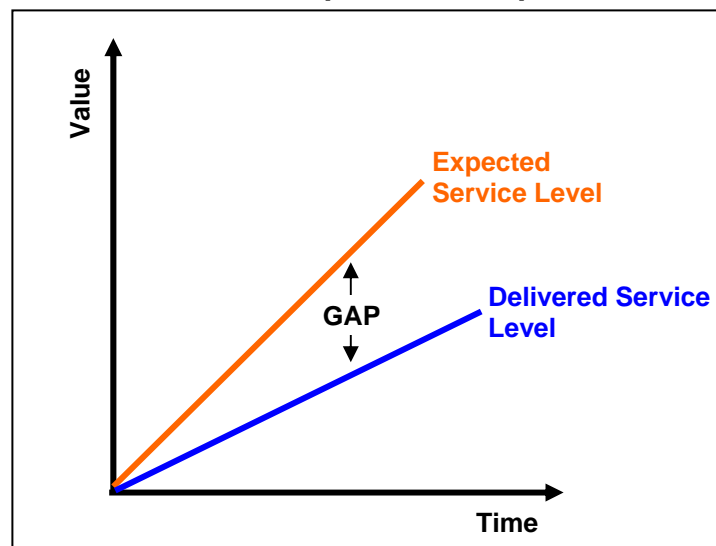 Value
Expected
Service Level
GAP
Delivered Service
Level
Time